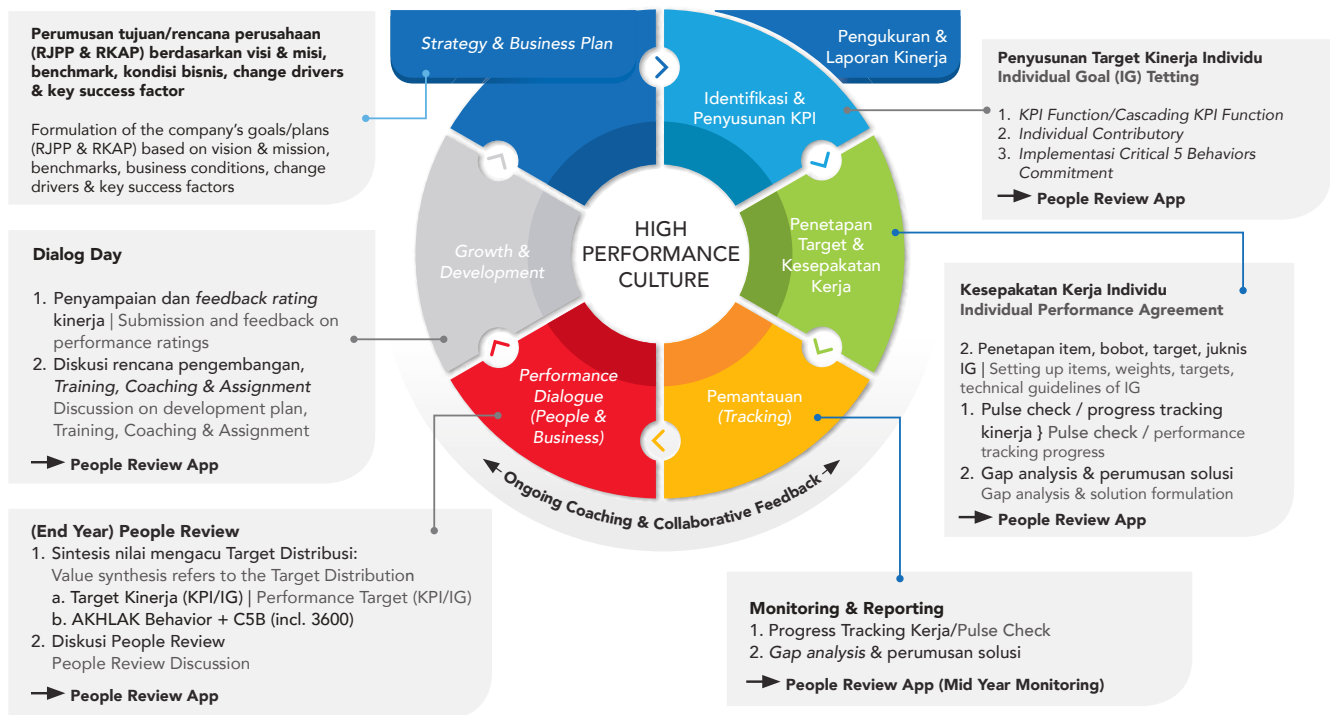 Perumusan tujuan/rencana perusahaan
(RJPP & RKAP) berdasarkan visi & misi,
benchmark, kondisi bisnis, change drivers
& key success factor
Formulation of the company's goals/plans
(RJPP & RKAP) based on vision & mission,
benchmarks, business conditions, change
drivers & key success factors
Strategy & Business Plan
Pengukuran &
Laporan Kinerja
Identifikasi &
Penyusunan KPI
Penyusunan Target Kinerja Individu
Individual Goal (IG) Tetting
1. KPI Function/Cascading KPI Function
2. Individual Contributory
3. Implementasi Critical 5 Behaviors
Commitment
People Review App
HIGH
PERFORMANCE
CULTURE
Penetapan
Target &
Kesepakatan
Kerja
Kesepakatan Kerja Individu
Individual Performance Agreement
2. Penetapan item, bobot, target, juknis
IG | Setting up items, weights, targets,
technical guidelines of IG
1. Pulse check / progress tracking
kinerja } Pulse check / performance
tracking progress
2. Gap analysis & perumusan solusi
Gap analysis & solution formulation
People Review App
Pemantauan
(Tracking)
Monitoring & Reporting
1. Progress Tracking Kerja/Pulse Check
2. Gap analysis & perumusan solusi
People Review App (Mid Year Monitoring)
Performance
Dialogue
(People &
Business)
(End Year) People Review
1. Sintesis nilai mengacu Target Distribusi:
Value synthesis refers to the Target Distribution
a. Target Kinerja (KPI/IG) | Performance Target (KPI/IG)
b. AKHLAK Behavior + C5B (incl. 3600)
2. Diskusi People Review
People Review Discussion
People Review App
Growth &
Development
Dialog Day
1. Penyampaian dan feedback rating
kinerja | Submission and feedback on
performance ratings
2. Diskusi rencana pengembangan,
Training, Coaching & Assignment
Discussion on development plan,
Training, Coaching & Assignment
People Review App
Ongoing Coaching & Collaborative Feedback